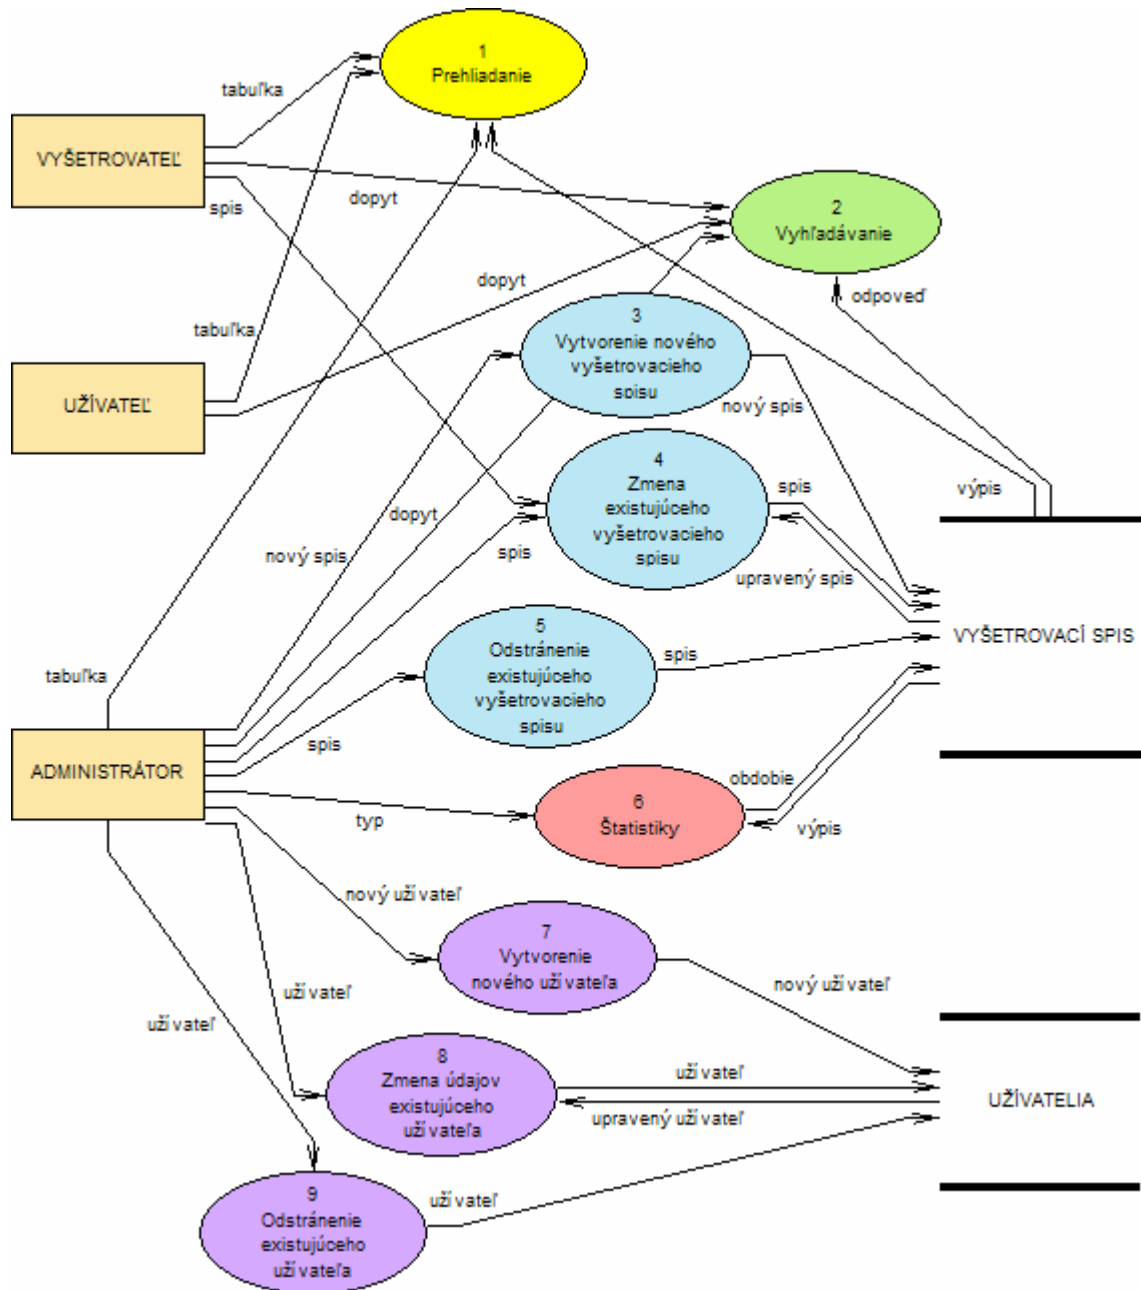 1
Prehliadanie
tabuľka
VYŠETROVATEĽ
spis
dopyt
2
Vyhľadávanie
dopyt
odpoveď
tabuľka
3
Vytvorenie nového
vyšetrovacieho
spisu
UŽÍVATEĽ
nový spis
4
Zmena
existujúceho
vyšetrovacieho
spisu
spis
výpis
dopyt
nový spis
spis
upravený spis
5
Odstránenie
existujúceho
vyšetrovacieho
spisu
spis
VYŠETROVACÍ SPIS
tabuľka
spis
ADMINISTRÁTOR
obdobie
6
Štatistiky
typ
výpis
nový užívateľ
7
Vytvorenie
nového užívateľa
nový užívateľ
užívateľ
užívateľ
8
Zmena údajov
existujúceho
užívateľa
užívateľ
upravený užívateľ
UŽÍVATELIA
9
Odstránenie
existujúceho
užívateľa
užívateľ